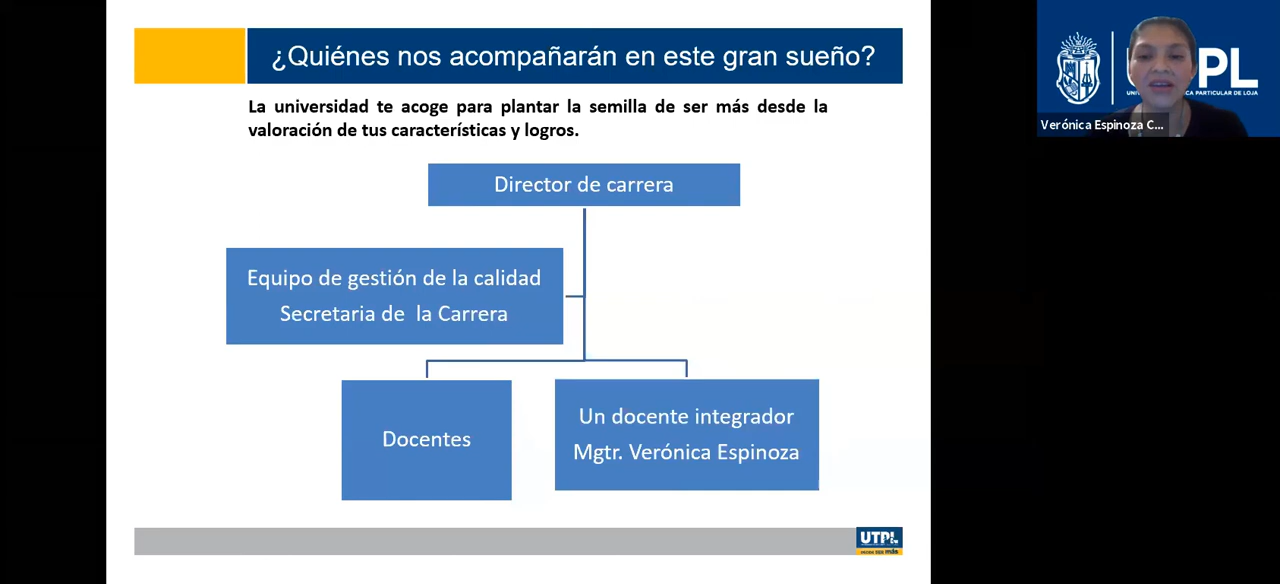 ¿Quiénes nos acompañarán en este gran sueño?
La universidad te acoge para plantar la semilla de ser más desde la
valoración de tus características y logros.
Director de carrera
Equipo de gestión de la calidad
Secretaria de la Carrera
Docentes
Un docente integrador
Mgtr. Verónica Espinoza
UTPL
PL
Verónica Espinoza C...